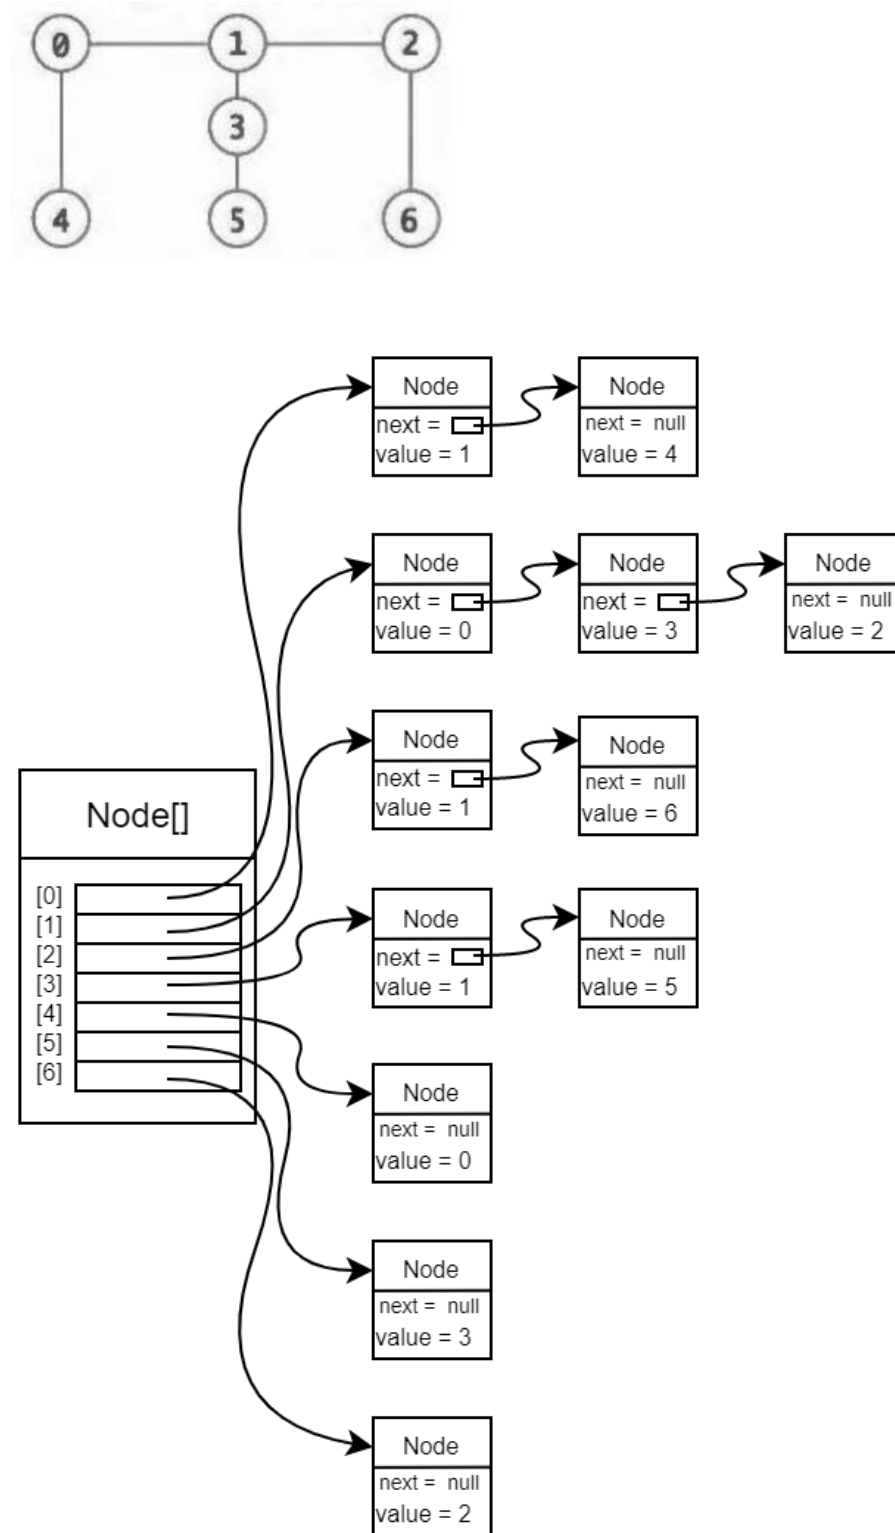 0 1 2
3
4 5 6
Node Node
next = next = null
value = 1 value = 4
Node Node Node
next = next = next = null
value = 0 value = 3 value = 2
Node Node
next = next = null
value = 1 value = 6
Node[]
[0]
[1]
[2]
[3]
[4]
[5]
[6]
Node Node
next = next = null
value = 1 value = 5
Node
next = null
value = 0
Node
next = null
value = 3
Node
next = null
value = 2